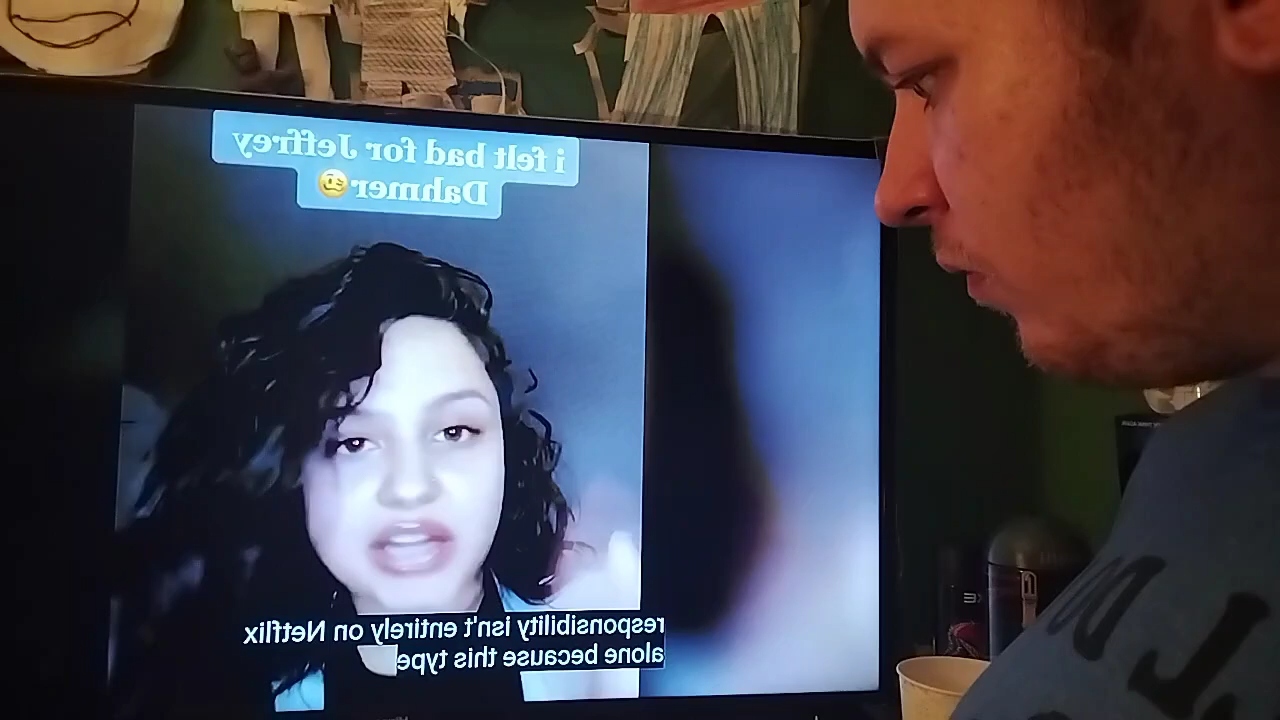 i felt bad for Jeffrey
Dahmer🤕
responsibility isn't entirely on Netflix
alone because this type